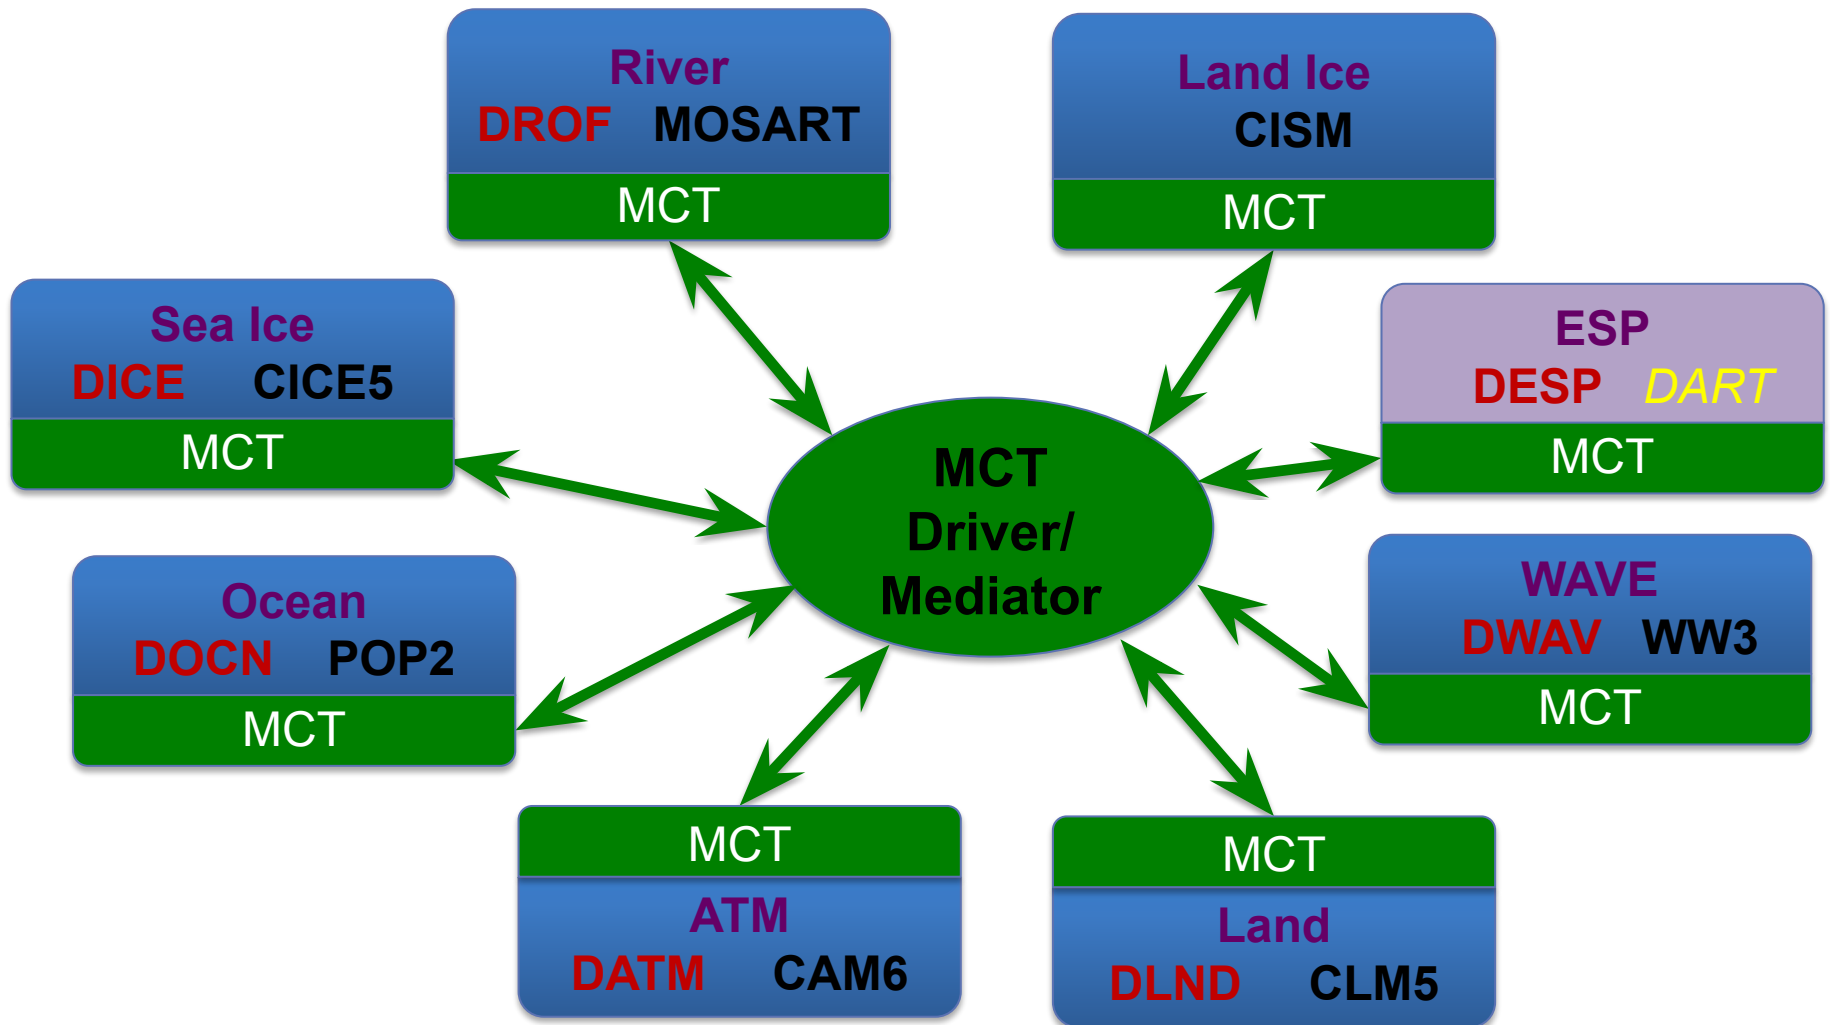 River
DROF MOSART
MCT
Land Ice
CISM
MCT
Sea Ice
DICE CICE5
MCT
ESP
DESP DART
MCT
MCT
Driver/
Mediator
Ocean
DOCN POP2
MCT
WAVE
DWAV WW3
MCT
MCT
ATM
DATM CAM6
MCT
Land
DLND CLM5